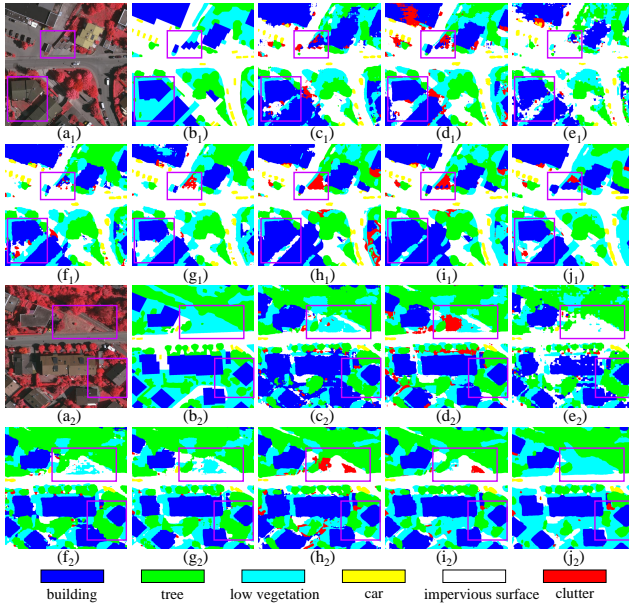 (a1) (b1) (c1) (d1) (e1)
(f1) (g1) (h1) (i1) (j1)
(a2) (b2) (c2) (d2) (e2)
(f2) (g2) (h2) (i2) (j2)
building tree low vegetation car impervious surface clutter